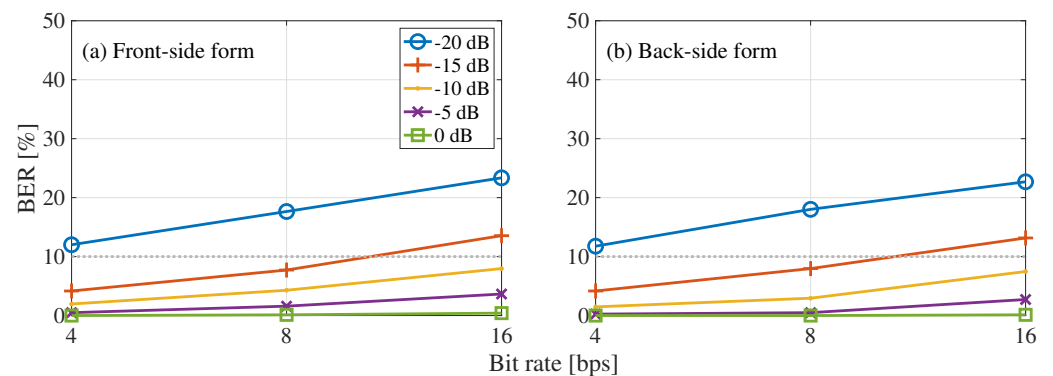 50
40
30
20
10
0
BER [%]
(a) Front-side form
-20 dB
-15 dB
-10 dB
-5 dB
0 dB
4 8 16
50
40
30
20
10
0
(b) Back-side form
4 8 16
Bit rate [bps]